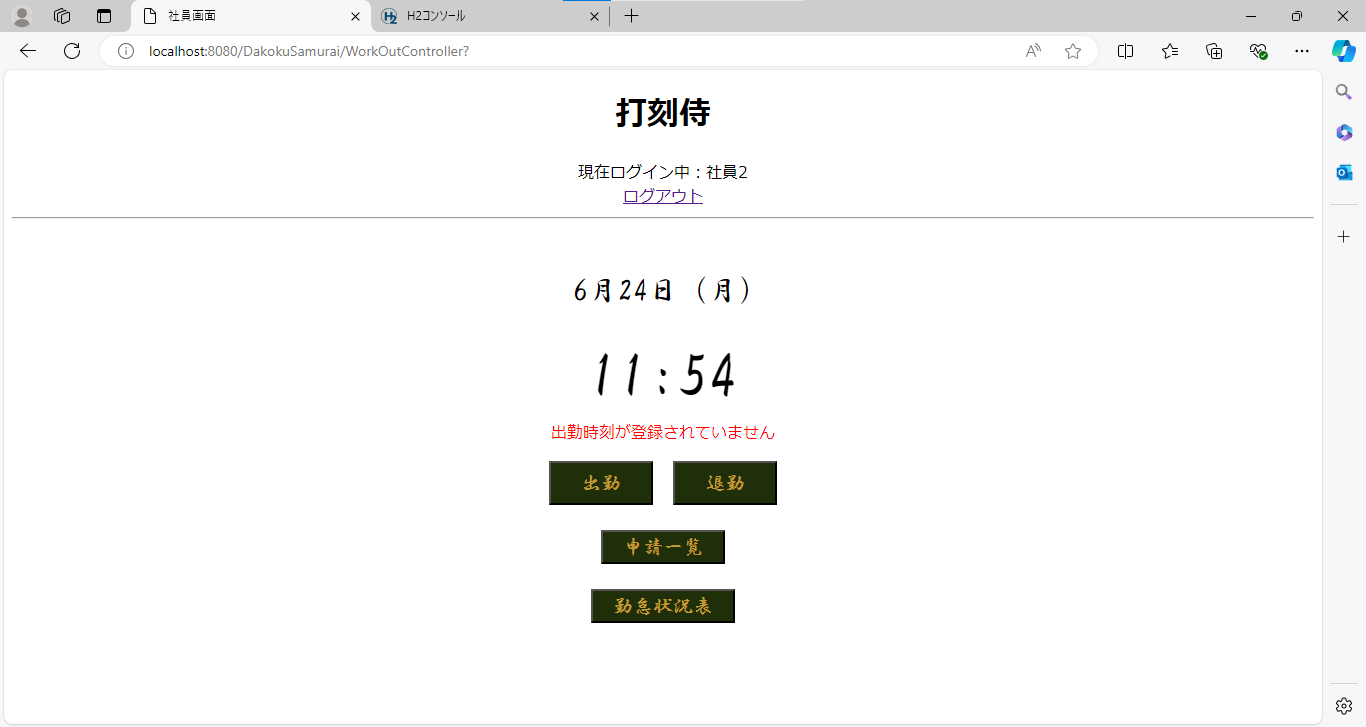 社員画面
H2コンソール
localhost:8080/DakokuSamurai/WorkOutController?
打刻侍
現在ログイン中：社員2
ログアウト
6月24日（月）
11:54
出勤時刻が登録されていません
出勤 退勤
申請一覧
勤怠状況表